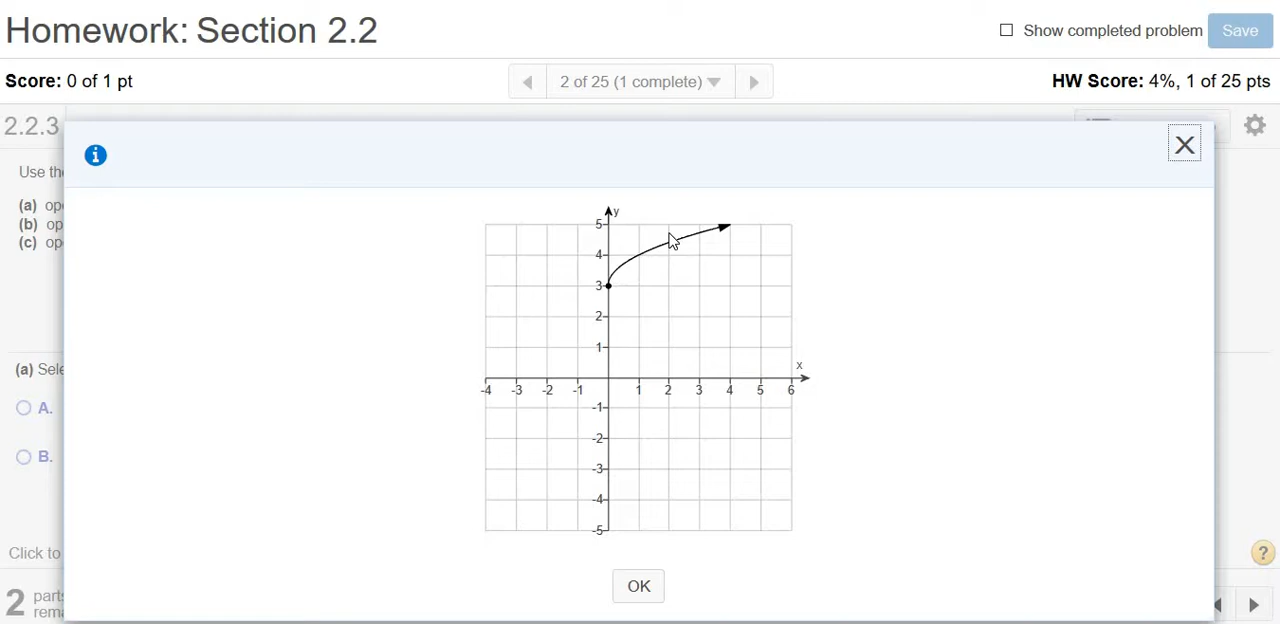 Homework: Section 2.2
Show completed problem
Save
Score: 0 of 1 pt
2 of 25 (1 complete)
HW Score: 4%, 1 of 25 pts
2.2.3
Use
(a)
(b)
(c)
y
5
4
3
2
1
x
-4 -3 -2 -1 1 2 3 4 5 6
-1
-2
-3
-4
-5
(a)
A.
B.
Click to
?
OK
2